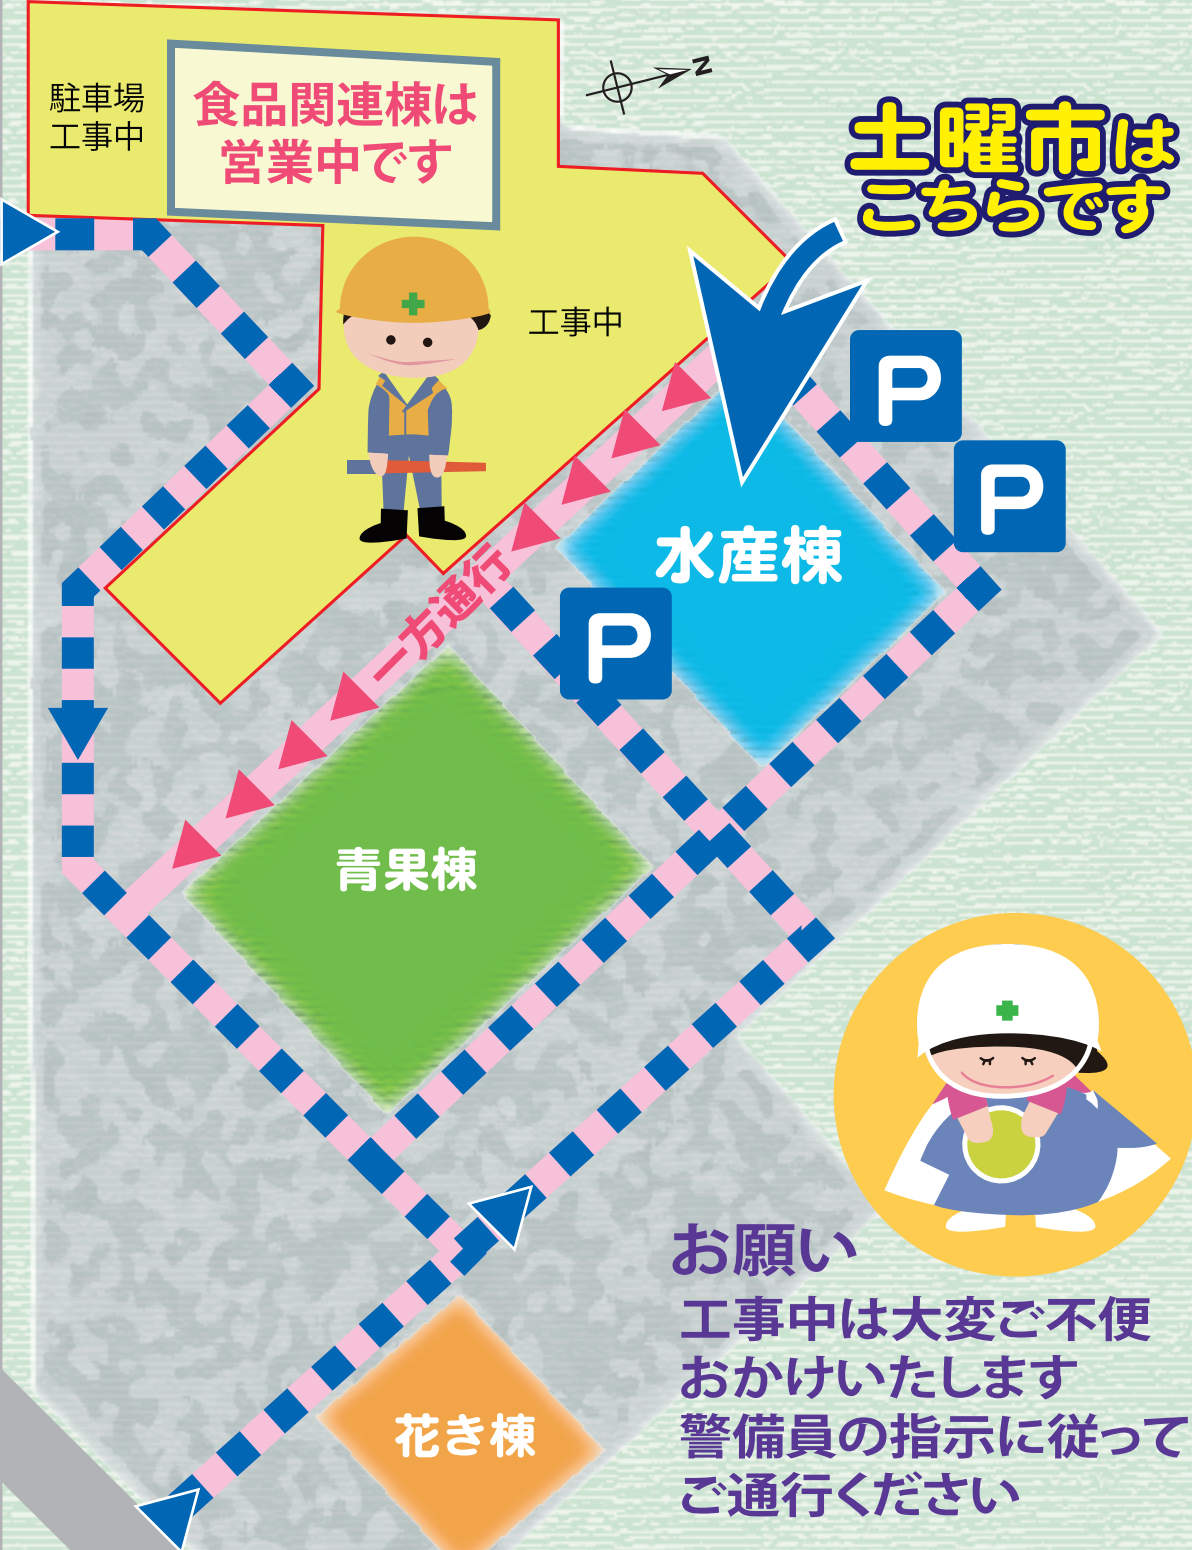 駐車場
工事中
食品関連棟は
営業中です
N
土曜市は
こちらです
工事中
P
P
水産棟
一方通行
P
青果棟
お願い
工事中は大変ご不便
おかけいたします
警備員の指示に従って
ご通行ください
花き棟